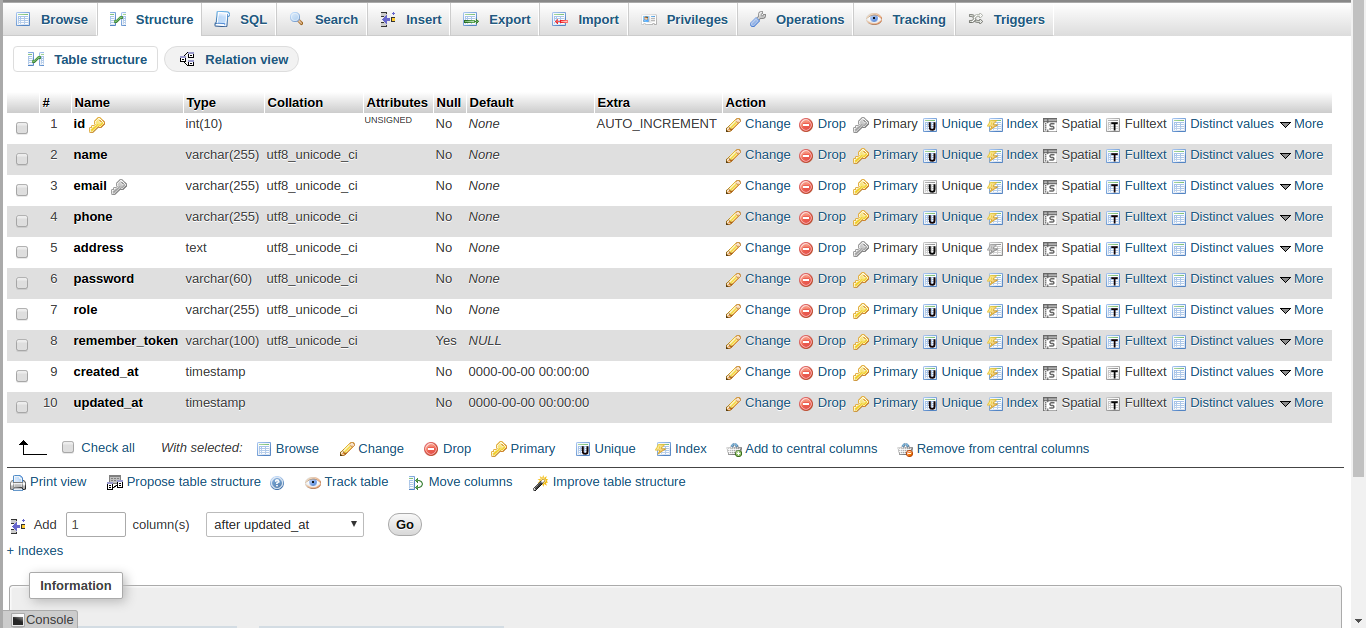 Browse Structure SQL Search Insert Export Import Privileges Operations Tracking Triggers
Table structure Relation view
# Name Type Collation Attributes Null Default Extra Action
1 id int(10) UNSIGNED No None AUTO_INCREMENT Change Drop Primary Unique Index Spatial Fulltext Distinct values More
2 name varchar(255) utf8_unicode_ci No None Change Drop Primary Unique Index Spatial Fulltext Distinct values More
3 email varchar(255) utf8_unicode_ci No None Change Drop Primary Unique Index Spatial Fulltext Distinct values More
4 phone varchar(255) utf8_unicode_ci No None Change Drop Primary Unique Index Spatial Fulltext Distinct values More
5 address text utf8_unicode_ci No None Change Drop Primary Unique Index Spatial Fulltext Distinct values More
6 password varchar(60) utf8_unicode_ci No None Change Drop Primary Unique Index Spatial Fulltext Distinct values More
7 role varchar(255) utf8_unicode_ci No None Change Drop Primary Unique Index Spatial Fulltext Distinct values More
8 remember_token varchar(100) utf8_unicode_ci Yes NULL Change Drop Primary Unique Index Spatial Fulltext Distinct values More
9 created_at timestamp No 0000-00-00 00:00:00 Change Drop Primary Unique Index Spatial Fulltext Distinct values More
10 updated_at timestamp No 0000-00-00 00:00:00 Change Drop Primary Unique Index Spatial Fulltext Distinct values More
Check all With selected: Browse Change Drop Primary Unique Index Add to central columns Remove from central columns
Print view Propose table structure Track table Move columns Improve table structure
Add 1 column(s) after updated_at Go
+ Indexes
Information
Console